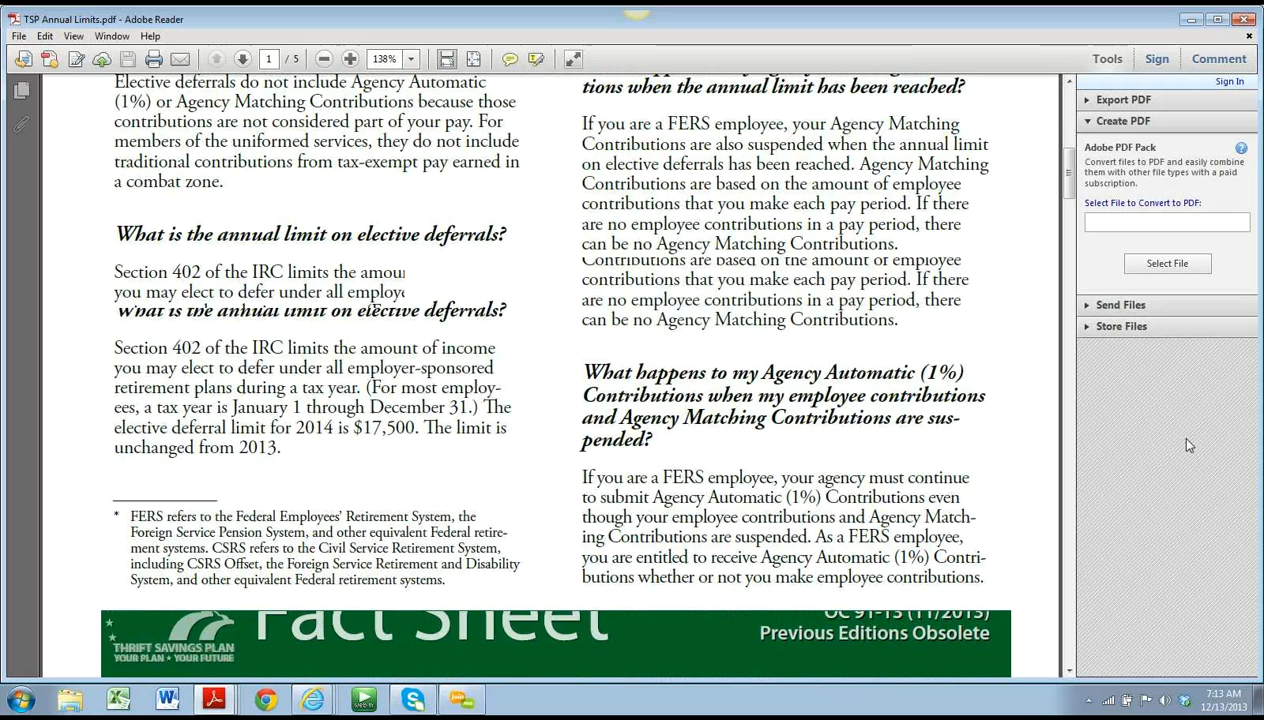 TSP Annual Limits.pdf - Adobe Reader
File Edit View Window Help
1 / 5 138% Tools Sign Comment
Sign In
Elective deferrals do not include Agency Automatic
(1%) or Agency Matching Contributions because those
contributions are not considered part of your pay. For
members of the uniformed services, they do not include
traditional contributions from tax-exempt pay earned in
a combat zone.
What is the annual limit on elective deferrals?
Section 402 of the IRC limits the amou
you may elect to defer under all employe
What is the annual limit on elective deferrals?
Section 402 of the IRC limits the amount of income
you may elect to defer under all employer-sponsored
retirement plans during a tax year. (For most employ-
ees, a tax year is January 1 through December 31.) The
elective deferral limit for 2014 is $17,500. The limit is
unchanged from 2013.
* FERS refers to the Federal Employees' Retirement System, the
Foreign Service Pension System, and other equivalent Federal retire-
ment systems. CSRS refers to the Civil Service Retirement System,
including CSRS Offset, the Foreign Service Retirement and Disability
System, and other equivalent Federal retirement systems.
tions when the annual limit has been reached?
If you are a FERS employee, your Agency Matching
Contributions are also suspended when the annual limit
on elective deferrals has been reached. Agency Matching
Contributions are based on the amount of employee
contributions that you make each pay period. If there
are no employee contributions in a pay period, there
can be no Agency Matching Contributions.
Contributions are based on the amount of employee
contributions that you make each pay period. If there
are no employee contributions in a pay period, there
can be no Agency Matching Contributions.
What happens to my Agency Automatic (1%)
Contributions when my employee contributions
and Agency Matching Contributions are sus-
pended?
If you are a FERS employee, your agency must continue
to submit Agency Automatic (1%) Contributions even
though your employee contributions and Agency Match-
ing Contributions are suspended. As a FERS employee,
you are entitled to receive Agency Automatic (1%) Contri-
butions whether or not you make employee contributions.
THRIFT SAVINGS PLAN
YOUR PLAN ★ YOUR FUTURE
Fact Sheet
OC 91-13 (11/2013)
Previous Editions Obsolete
Export PDF
Create PDF
Adobe PDF Pack
Convert files to PDF and easily combine
them with other file types with a paid
subscription.
Select File to Convert to PDF:
Select File
Send Files
Store Files
7:13 AM
12/13/2013